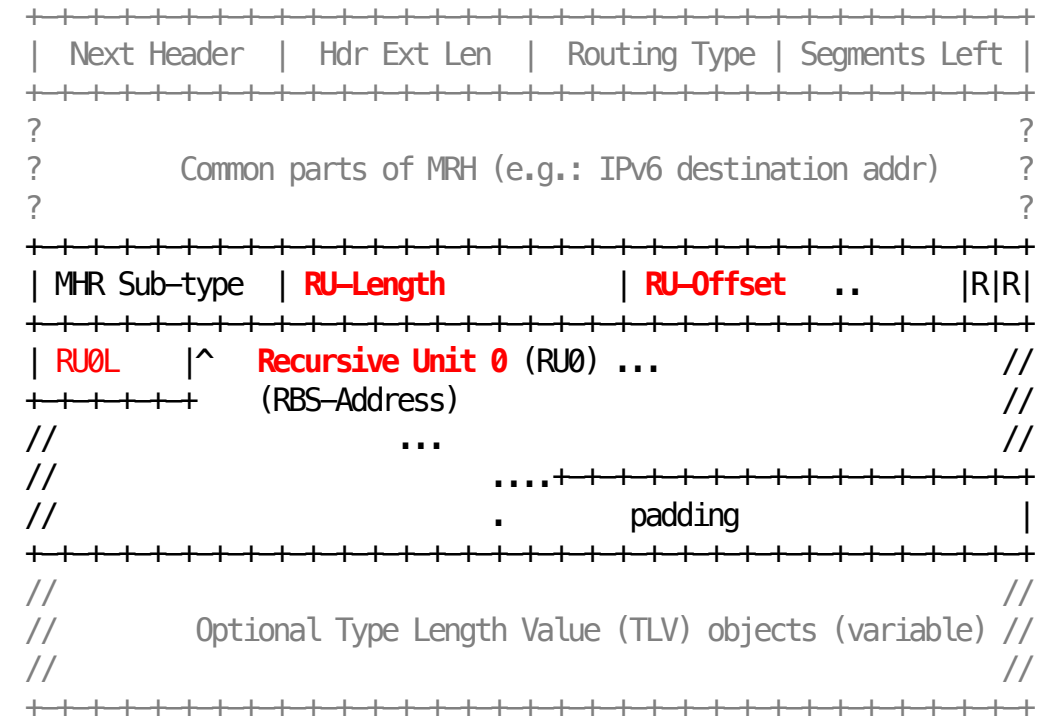 +-+-+-+-+-+-+-+-+-+-+-+-+-+-+-+-+-+-+-+-+-+-+-+-+-+-+-+-+-+-+-+-+
|  Next Header  |  Hdr Ext Len  |  Routing Type | Segments Left |
+-+-+-+-+-+-+-+-+-+-+-+-+-+-+-+-+-+-+-+-+-+-+-+-+-+-+-+-+-+-+-+-+
?                                                               ?
?         Common parts of MRH (e.g.: IPv6 destination addr)     ?
?                                                               ?
+-+-+-+-+-+-+-+-+-+-+-+-+-+-+-+-+-+-+-+-+-+-+-+-+-+-+-+-+-+-+-+-+
| MHR Sub-type  | RU-Length           | RU-Offset   ..      |R|R|
+-+-+-+-+-+-+-+-+-+-+-+-+-+-+-+-+-+-+-+-+-+-+-+-+-+-+-+-+-+-+-+-+
| RU0L    |^   Recursive Unit 0 (RU0) ...                      //
+-+-+-+-+-+    (RBS-Address)                                   //
//                      ...                                    //
//                            ....+-+-+-+-+-+-+-+-+-+-+-+-+-+-+-+
//                            .        padding                  |
+-+-+-+-+-+-+-+-+-+-+-+-+-+-+-+-+-+-+-+-+-+-+-+-+-+-+-+-+-+-+-+-+
//                                                             //
//         Optional Type Length Value (TLV) objects (variable) //
//                                                             //
+-+-+-+-+-+-+-+-+-+-+-+-+-+-+-+-+-+-+-+-+-+-+-+-+-+-+-+-+-+-+-+-+